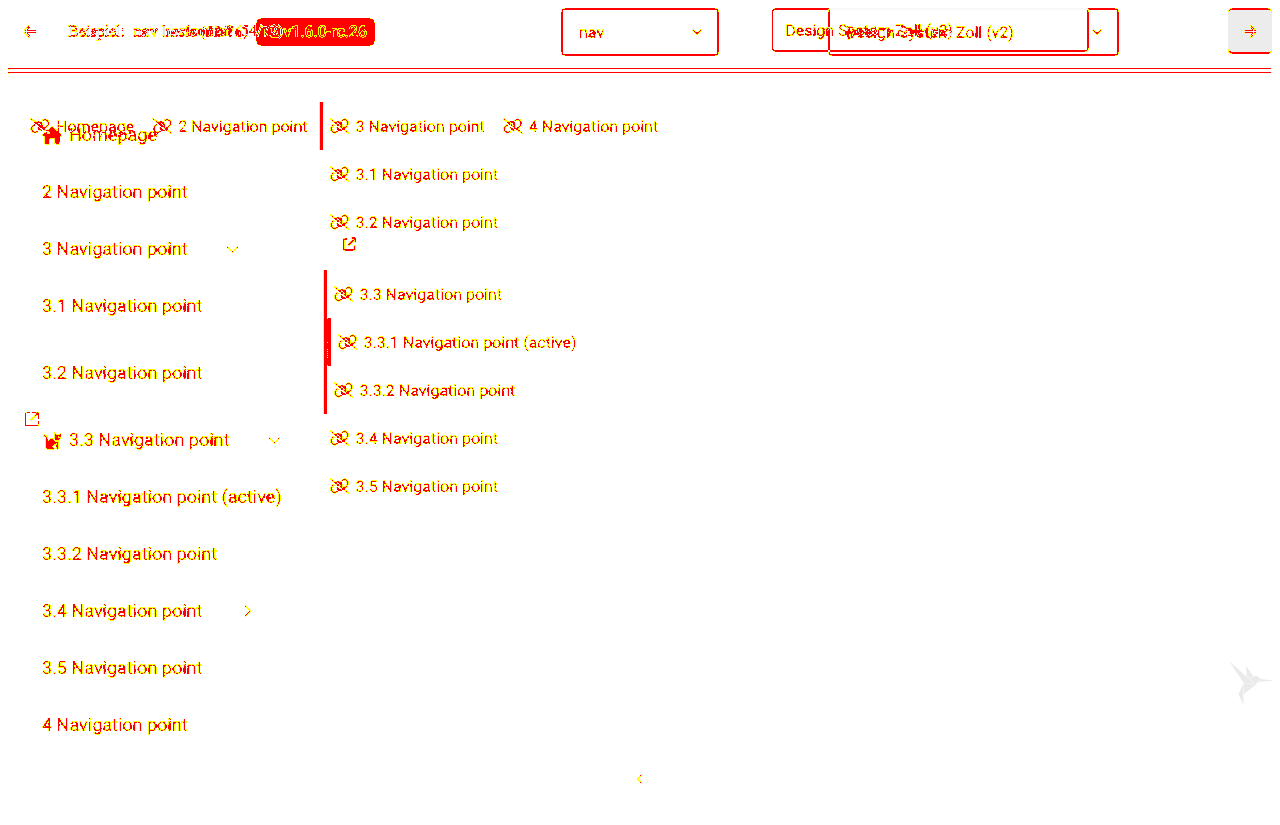 Beispiel:
v1.6.0-rc.26
nav
Design System Zoll (v2)
Homepage
2 Navigation point
3 Navigation point
4 Navigation point
Homepage
3.1 Navigation point
2 Navigation point
3.2 Navigation point
3 Navigation point
3.3 Navigation point
3.1 Navigation point
3.3.1 Navigation point (active)
3.2 Navigation point
3.3.2 Navigation point
3.3 Navigation point
3.4 Navigation point
3.5 Navigation point
3.3.1 Navigation point (active)
3.3.2 Navigation point
3.4 Navigation point
3.5 Navigation point
4 Navigation point